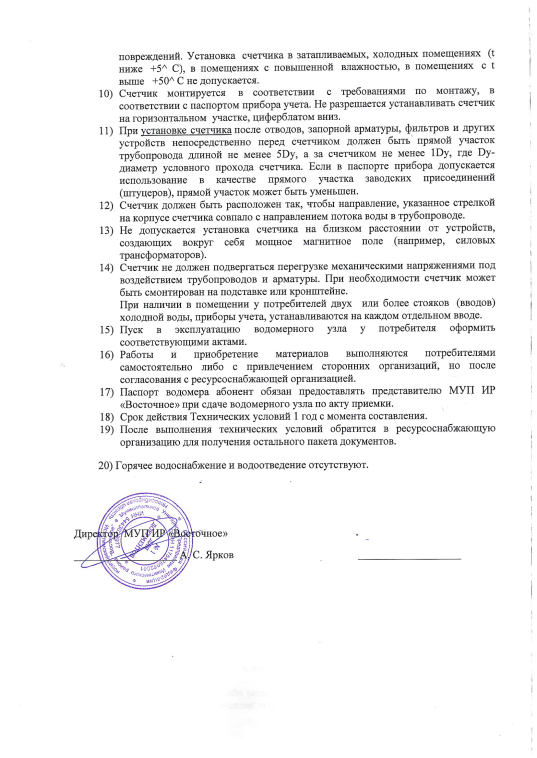 повреждений. Установка счетчика в затапливаемых, холодных помещениях (t
ниже +5^ С), в помещениях с повышенной влажностью, в помещениях с t
выше +50^ С не допускается.
10) Счетчик монтируется в соответствии с требованиями по монтажу, в
соответствии с паспортом прибора учета. Не разрешается устанавливать счетчик
на горизонтальном участке, циферблатом вниз.
11) При установке счетчика после отводов, запорной арматуры, фильтров и других
устройств непосредственно перед счетчиком должен быть прямой участок
трубопровода длиной не менее 5Dy, а за счетчиком не менее 1Dy, где Dy-
диаметр условного прохода счетчика. Если в паспорте прибора допускается
использование в качестве прямого участка заводских присоединений
(штуцеров), прямой участок может быть уменьшен.
12) Счетчик должен быть расположен так, чтобы направление, указанное стрелкой
на корпусе счетчика совпало с направлением потока воды в трубопроводе.
13) Не допускается установка счетчика на близком расстоянии от устройств,
создающих вокруг себя мощное магнитное поле (например, силовых
трансформаторов).
14) Счетчик не должен подвергаться перегрузке механическими напряжениями под
воздействием трубопроводов и арматуры. При необходимости счетчик может
быть смонтирован на подставке или кронштейне.
При наличии в помещении у потребителей двух или более стояков (вводов)
холодной воды, приборы учета, устанавливаются на каждом отдельном вводе.
15) Пуск в эксплуатацию водомерного узла у потребителя оформить
соответствующими актами.
16) Работы и приобретение материалов выполняются потребителями
самостоятельно либо с привлечением сторонних организаций, но после
согласования с ресурсоснабжающей организацией.
17) Паспорт водомера абонент обязан предоставлять представителю МУП ИР
«Восточное» при сдаче водомерного узла по акту приемки.
18) Срок действия Технических условий 1 год с момента составления.
19) После выполнения технических условий обратится в ресурсоснабжающую
организацию для получения остального пакета документов.
20) Горячее водоснабжение и водоотведение отсутствуют.
Директор МУП ИР «Восточное»
А. С. Ярков